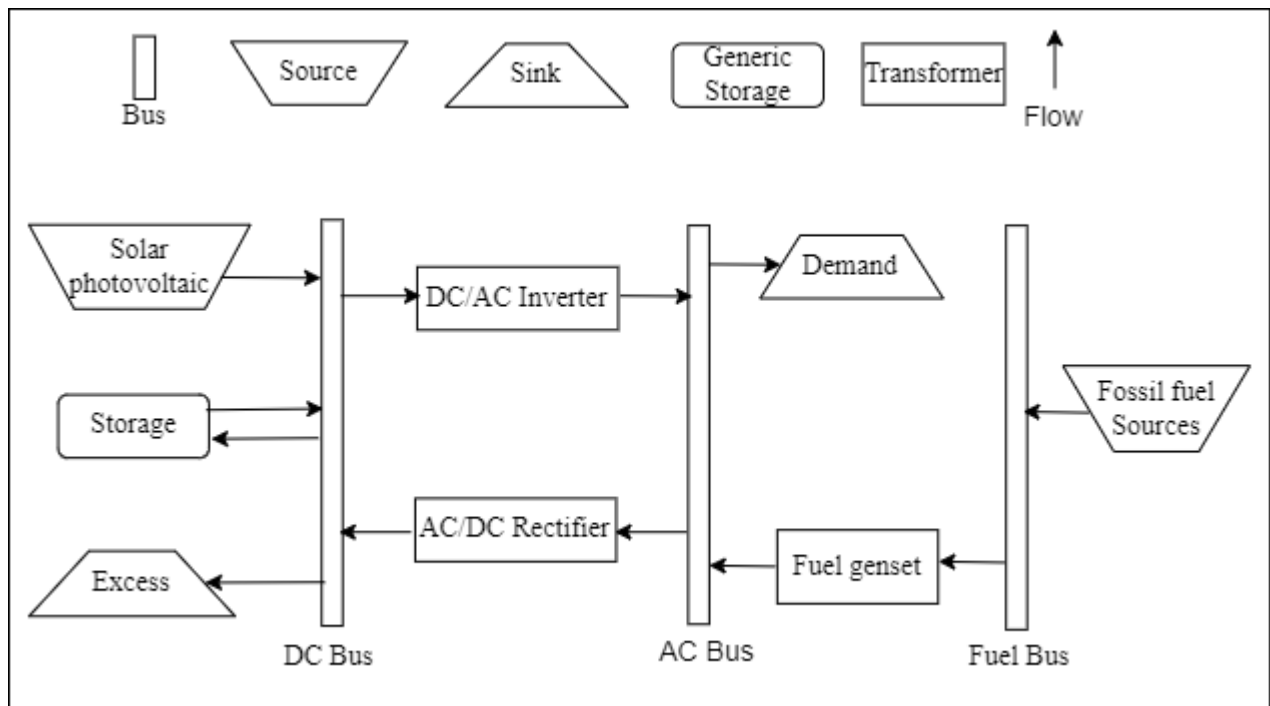 Bus
Source
Sink
Generic
Storage
Transformer
Flow
Solar
photovoltaic
DC/AC Inverter
Demand
Fossil fuel
Sources
Storage
AC/DC Rectifier
Fuel genset
Excess
DC Bus
AC Bus
Fuel Bus